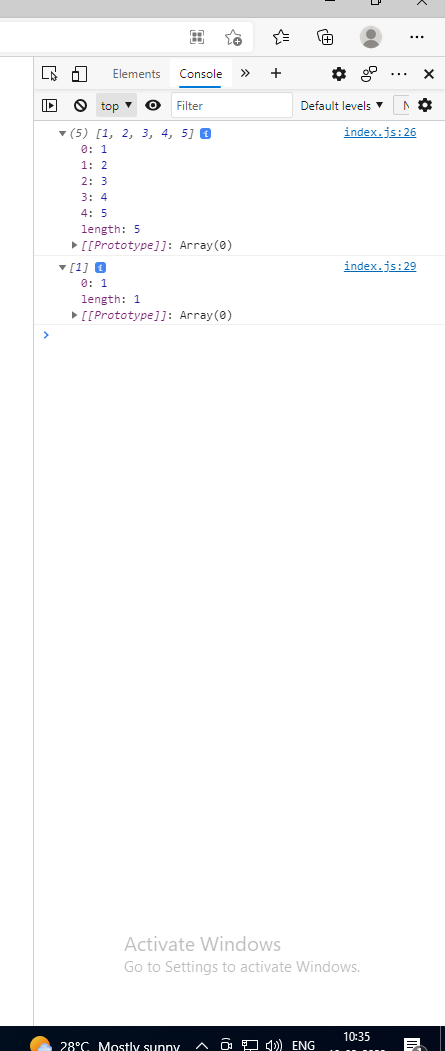 Elements Console
top Filter Default levels
(5) [1, 2, 3, 4, 5] index.js:26
0: 1
1: 2
2: 3
3: 4
4: 5
length: 5
[[Prototype]]: Array(0)
[1] index.js:29
0: 1
length: 1
[[Prototype]]: Array(0)
Activate Windows
Go to Settings to activate Windows.
28°C Mostly sunny ENG 10:35